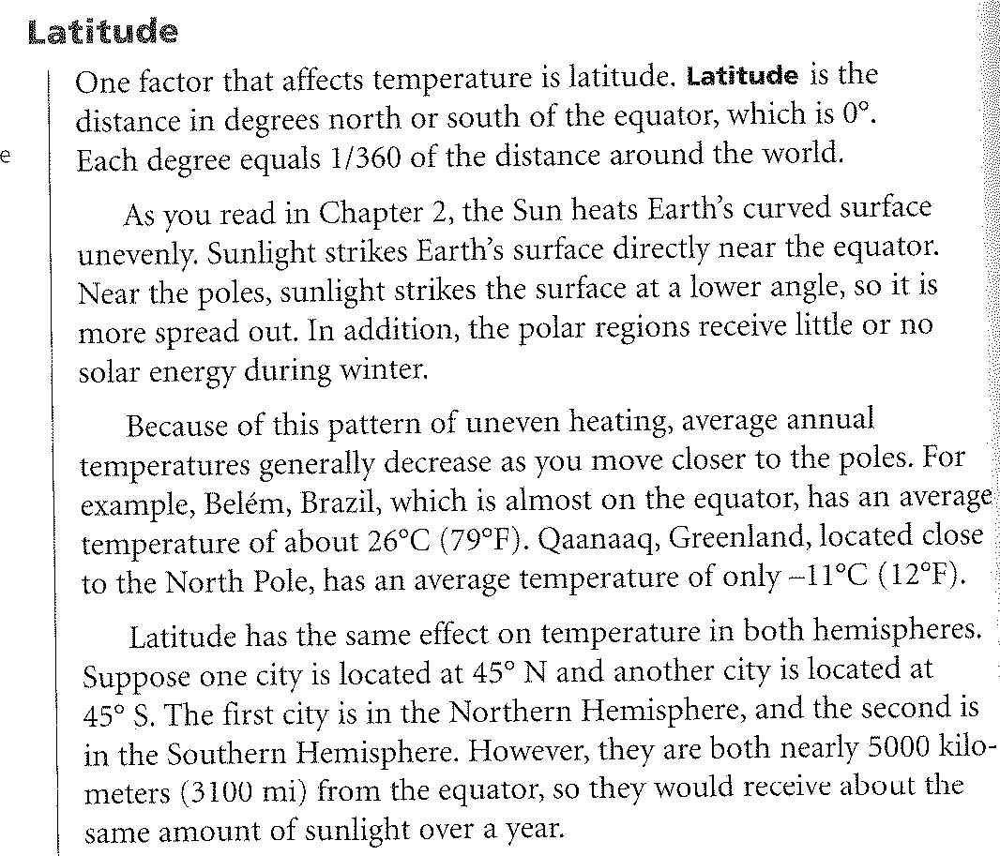 Latitude
One factor that affects temperature is latitude. Latitude is the
distance in degrees north or south of the equator, which is 0°.
e
Each degree equals 1/360 of the distance around the world.
As you read in Chapter 2, the Sun heats Earth's curved surface
unevenly. Sunlight strikes Earth's surface directly near the equator.
Near the poles, sunlight strikes the surface at a lower angle, so it is
more spread out. In addition, the polar regions receive little or no
solar energy during winter.
Because of this pattern of uneven heating, average annual
temperatures generally decrease as you move closer to the poles. For
example, Belém, Brazil, which is almost on the equator, has an average
temperature of about 26°C (79°F). Qaanaaq, Greenland, located close
to the North Pole, has an average temperature of only –11°C (12°F).
Latitude has the same effect on temperature in both hemispheres.
Suppose one city is located at 45° N and another city is located at
45° S. The first city is in the Northern Hemisphere, and the second is
in the Southern Hemisphere. However, they are both nearly 5000 kilo-
meters (3100 mi) from the equator, so they would receive about the
same amount of sunlight over a year.